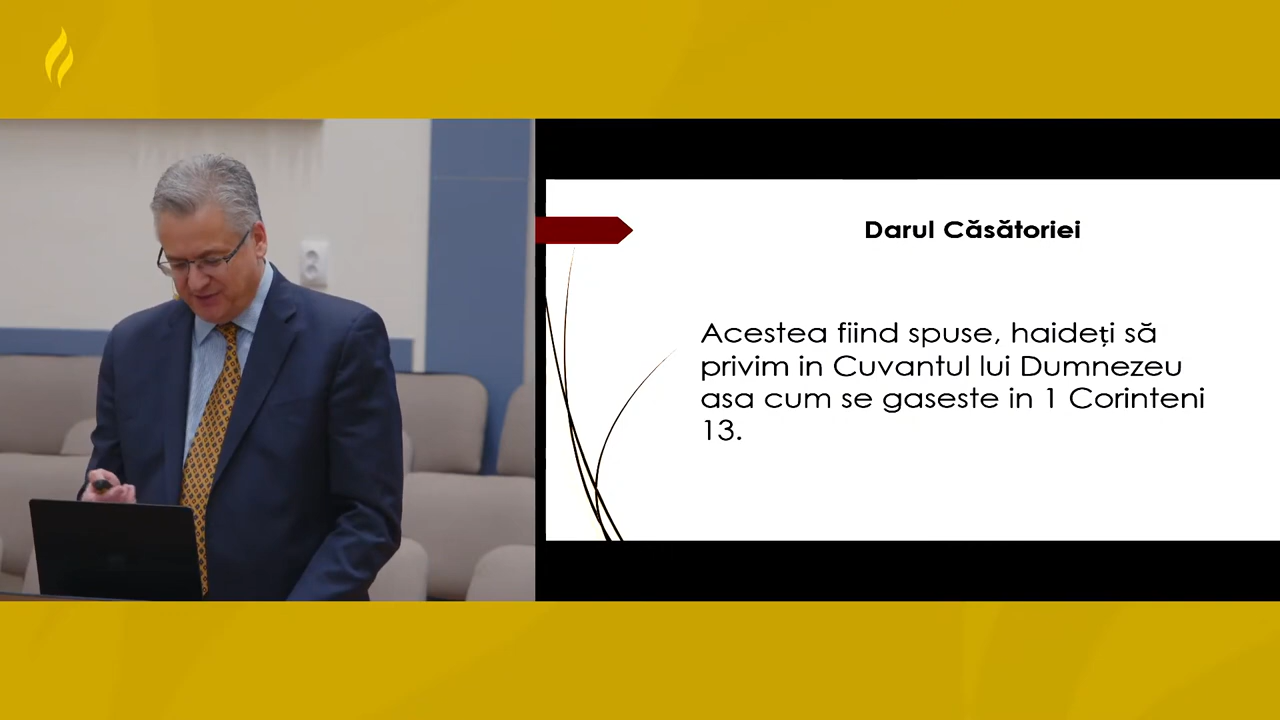 Darul Căsătoriei
Acestea fiind spuse, haideți să
privim in Cuvantul lui Dumnezeu
asa cum se gaseste in 1 Corinteni
13.